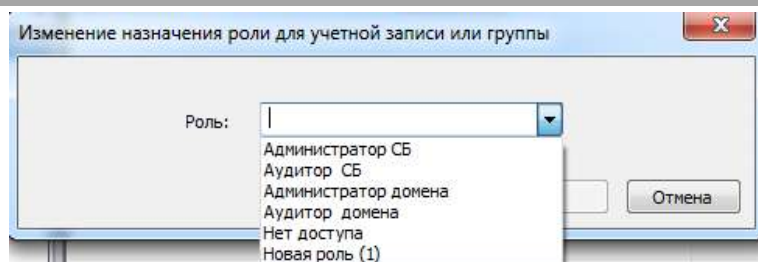 Изменение назначения роли для учетной записи или группы
Роль:
Администратор СБ
Аудитор СБ
Администратор домена
Аудитор домена
Отмена
Нет доступа
Новая роль (1)